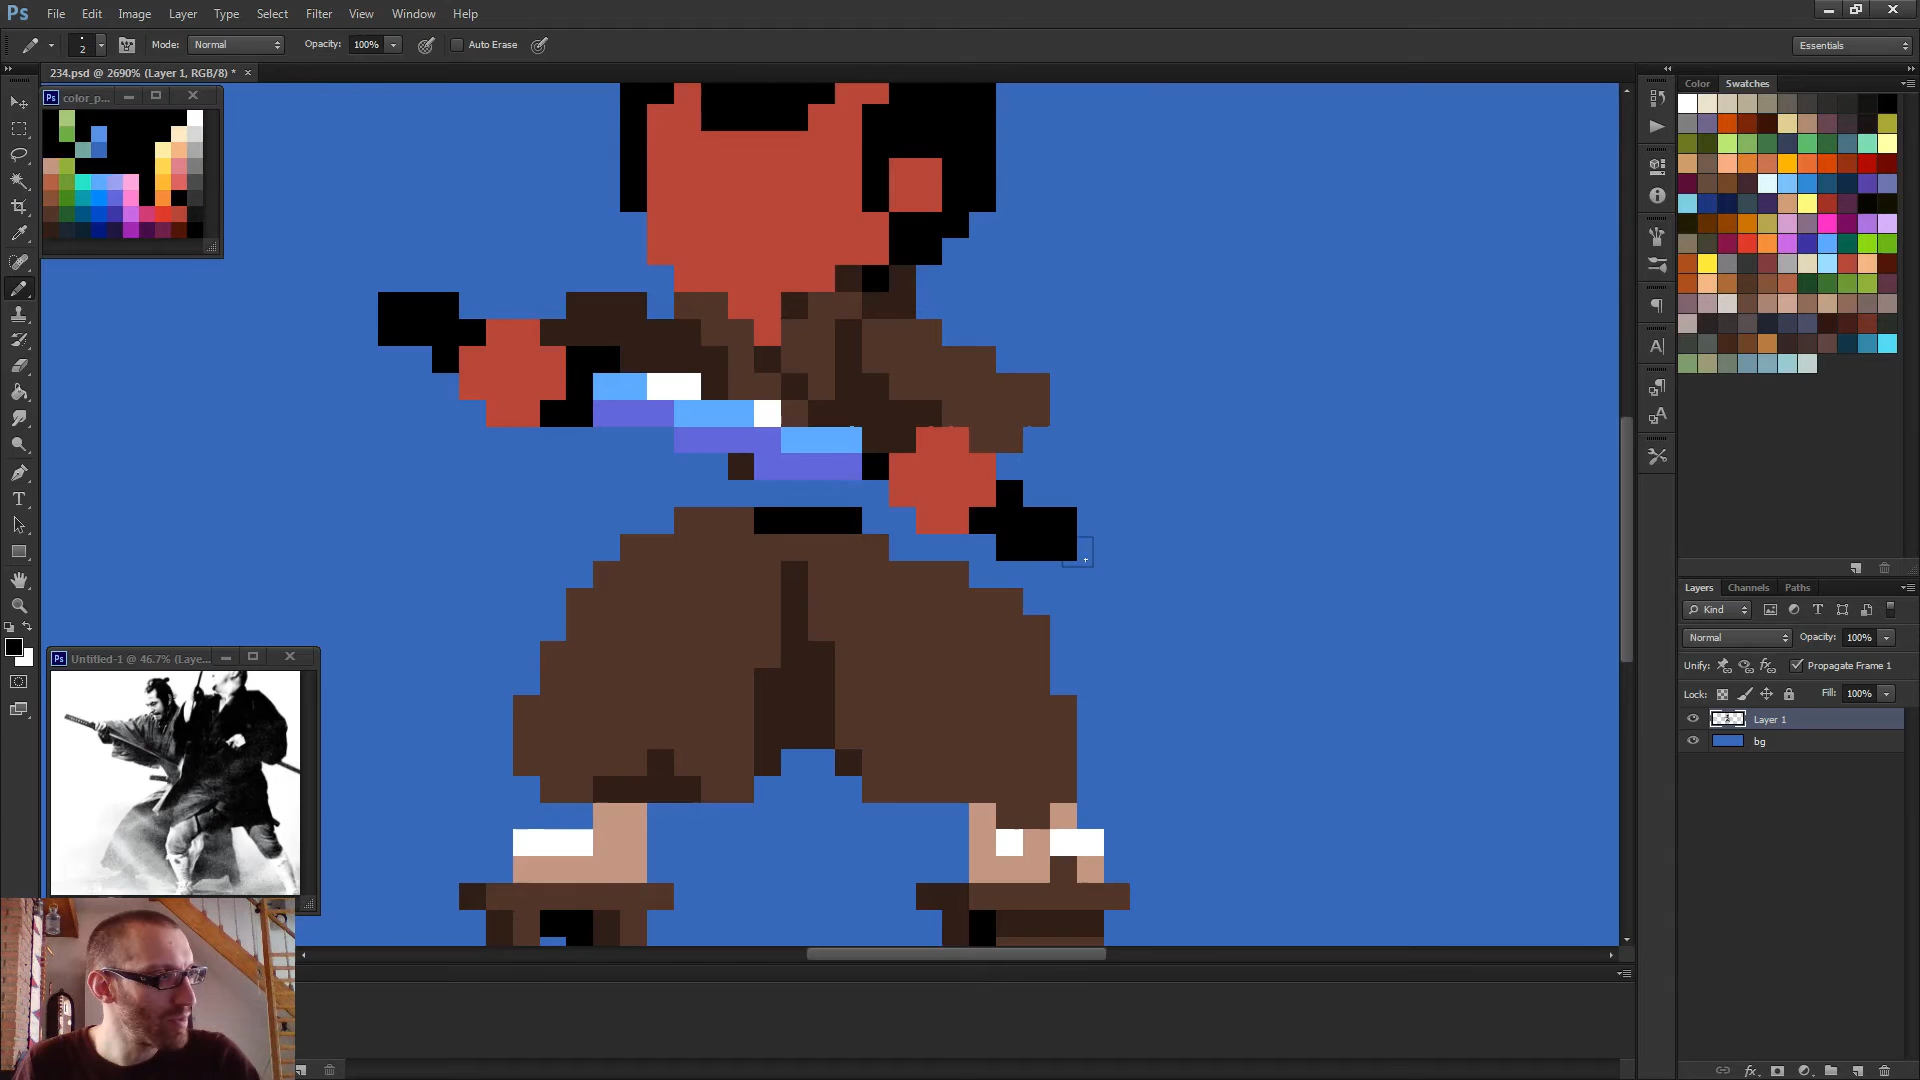 Ps File Edit Image Layer Type Select Filter View Window Help
2 Mode: Normal Opacity: 100% Auto Erase Essentials
234.psd @ 2690% (Layer 1, RGB/8) * ×
Ps color_p...
Color Swatches
Layers Channels Paths
Kind T
Normal Opacity: 100%
Unify: Propagate Frame 1
Lock: Fill: 100%
Layer 1
bg
Ps Untitled-1 @ 46.7% (Laye...